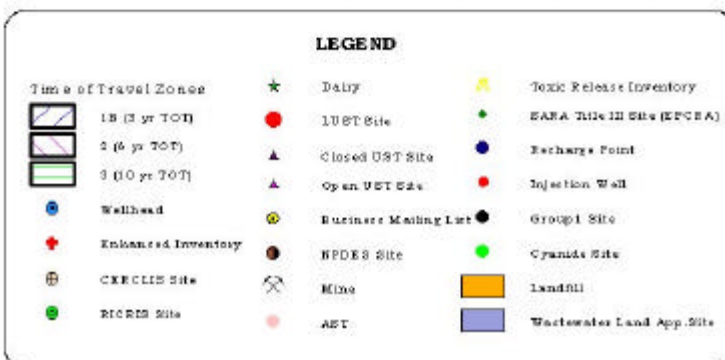 LEGEND
Time of Travel Zones
1B (3 yr TOT)
2 (6 yr TOT)
3 (10 yr TOT)
Wellhead
Enhanced Inventory
CERCLIS Site
RICRIS Site
Dairy
LUST Site
Closed UST Site
Open UST Site
Business Mailing List
NPDES Site
Mine
AST
Toxic Release Inventory
SARA Title III Site (EPCRA)
Recharge Point
Injection Well
Group1 Site
Cyanide Site
Landfill
Wastewater Land App. Site